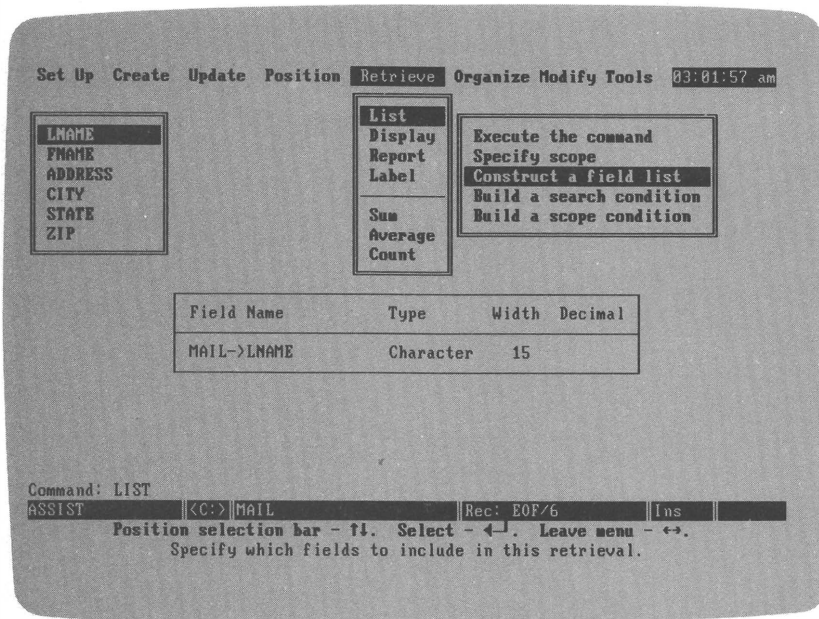 Set Up Create Update Position Retrieve Organize Modify Tools 03:01:57 am
LNAME
FNAME
ADDRESS
CITY
STATE
ZIP
List
Display
Report
Label
Sum
Average
Count
Execute the command
Specify scope
Construct a field list
Build a search condition
Build a scope condition
Field Name Type Width Decimal
MAIL->LNAME Character 15
Command: LIST
ASSIST <C:> MAIL Rec: EOF/6 Ins
Position selection bar - ↑↓. Select - ◄┘. Leave menu - ↔.
Specify which fields to include in this retrieval.